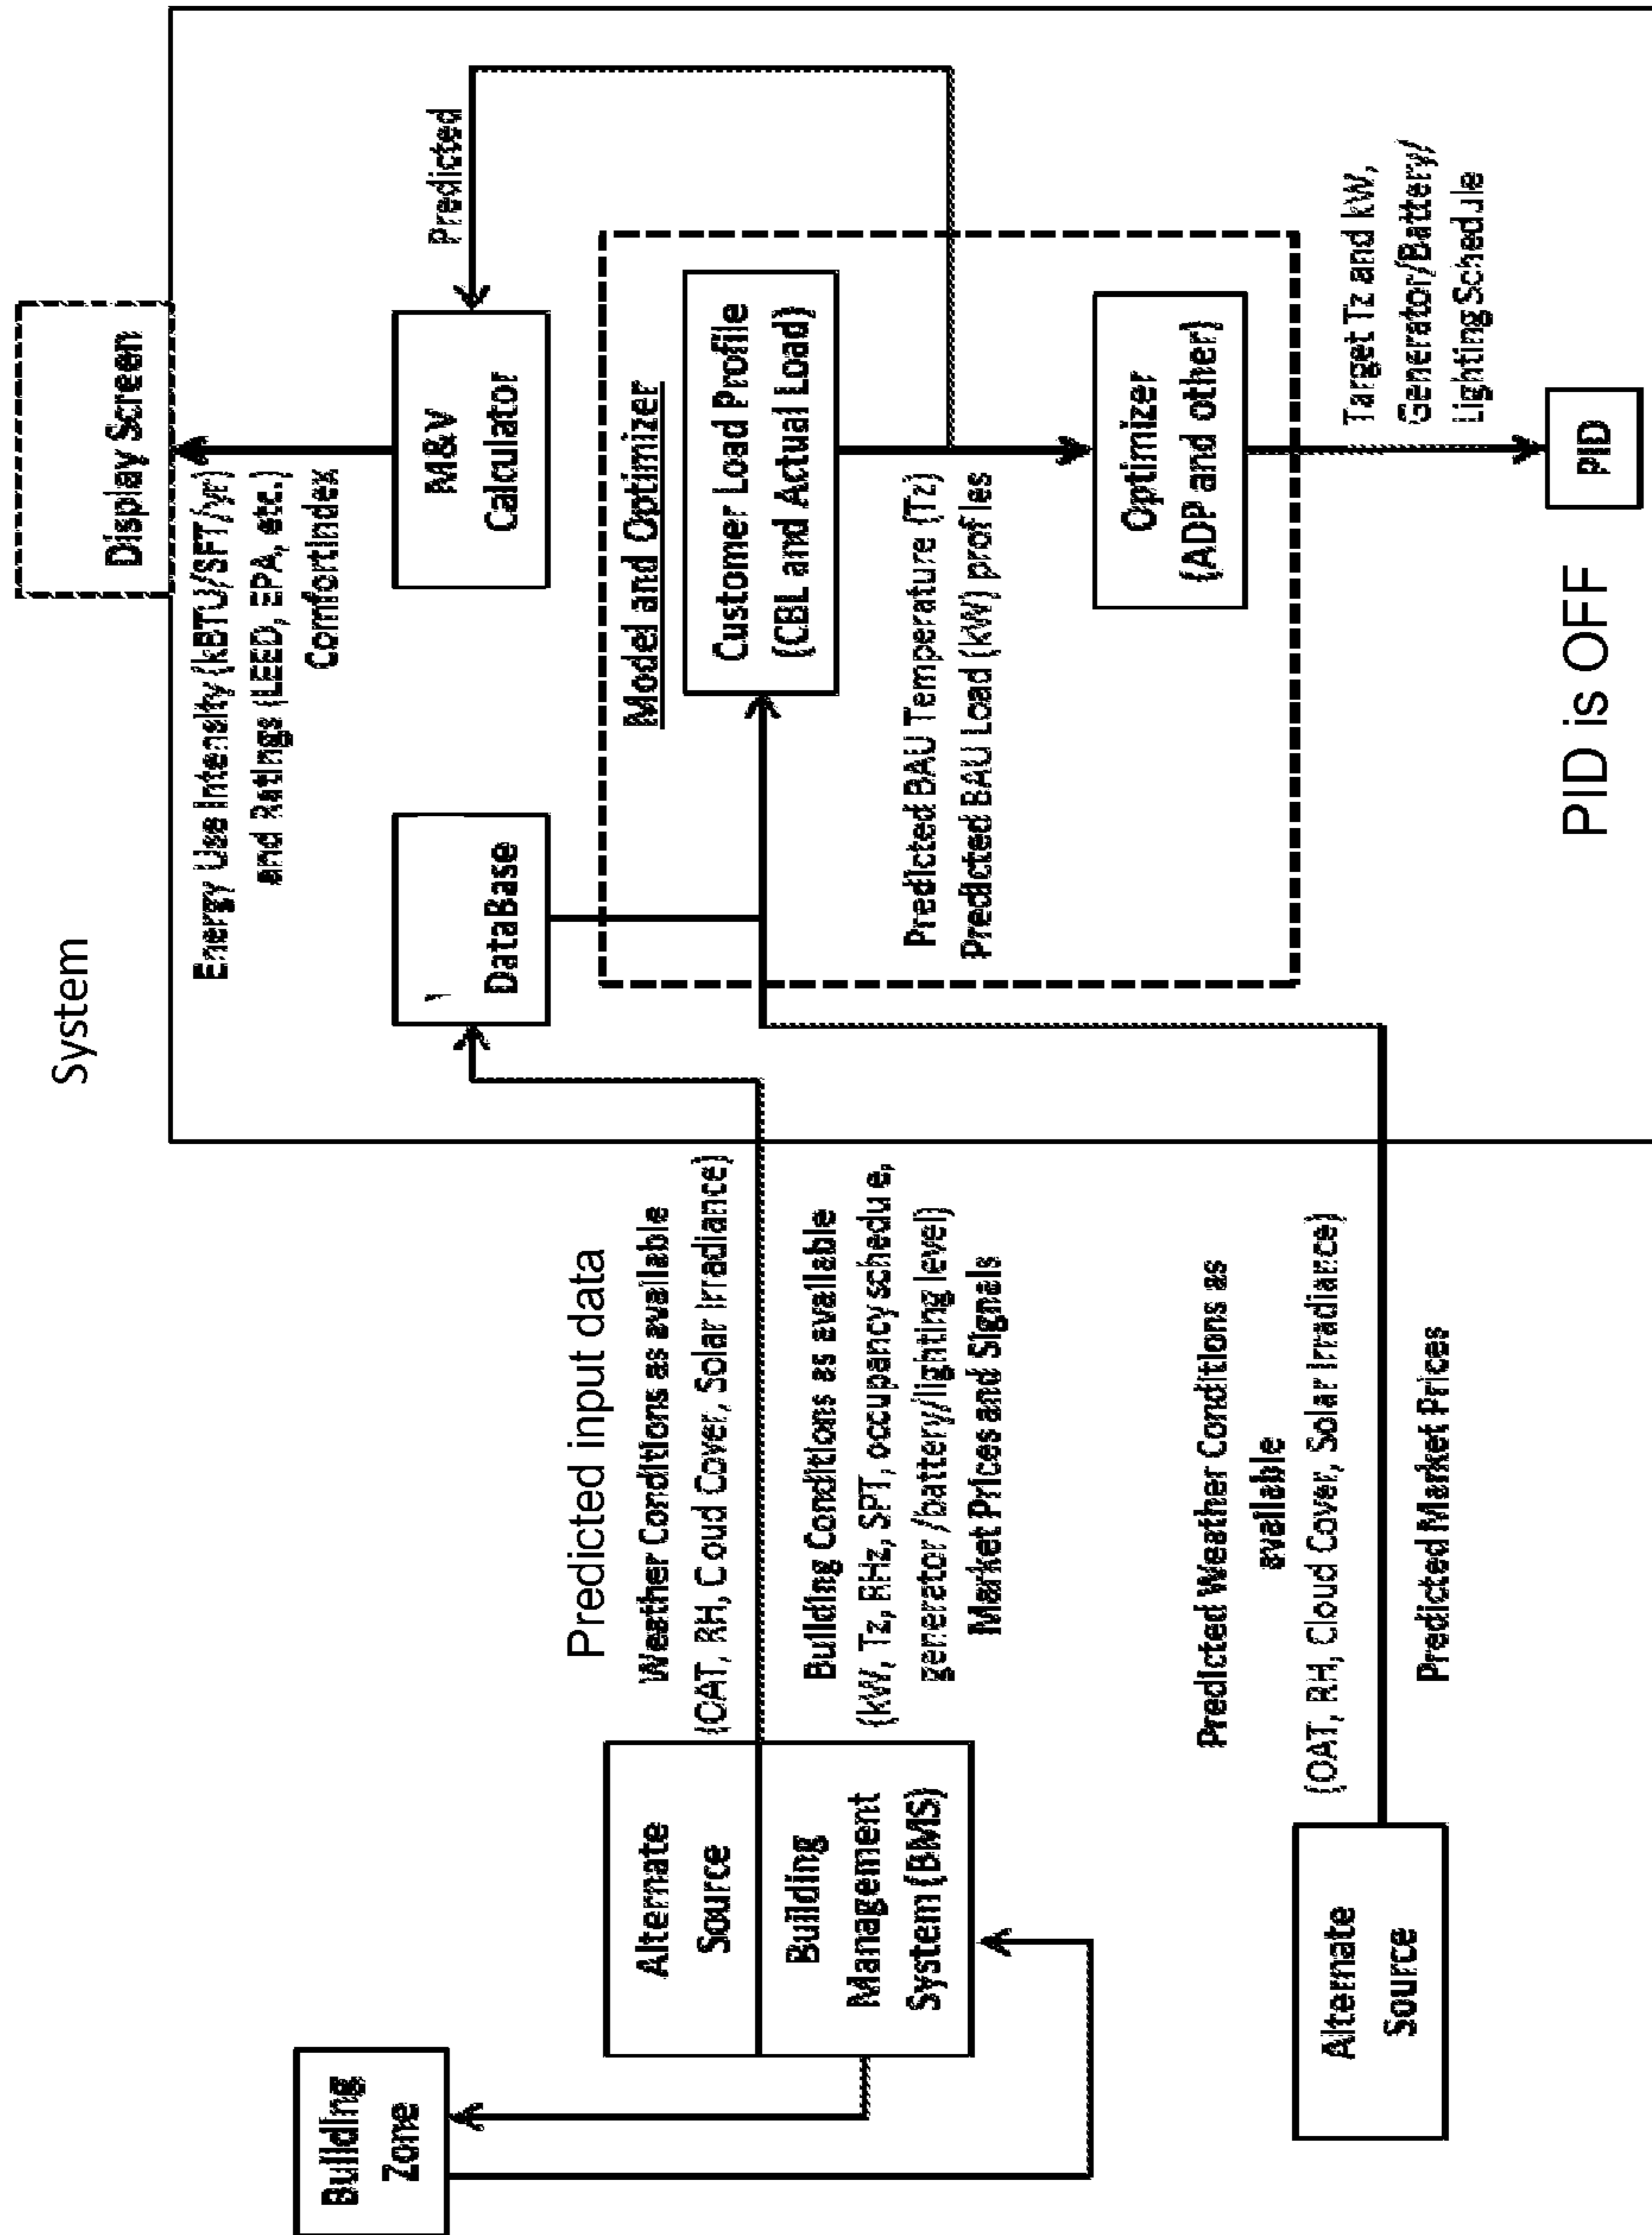 System
Display Screen
Energy Use Intensity (kBTU/SFT/yr)
and Ratings (LEED, EPA, etc.)
ComfortIndex
M&V
Calculator
Predicted
DataBase
Model and Optimizer
Customer Load Profile
(CBL and Actual Load)
Predicted BAU Temperature (Tz)
Predicted BAU Load (kW) profiles
Optimizer
(ADP and other)
Target Tz and kW,
Generator/Battery/
Lighting Schedule
PID
PID is OFF
Building
Zone
Alternate
Source
Building
Management
System (BMS)
Predicted input data
Weather Conditions as available
(OAT, RH, C oud Cover, Solar Irradiance)
Building Conditions as available
(kW, Tz, RHz, SPT, occupancy schedu e,
generator /battery/lighting level)
Market Prices and Signals
Alternate
Source
Predicted Weather Conditions as
available
(OAT, RH, Cloud Cover, Solar Irradiance)
Predicted Market Prices